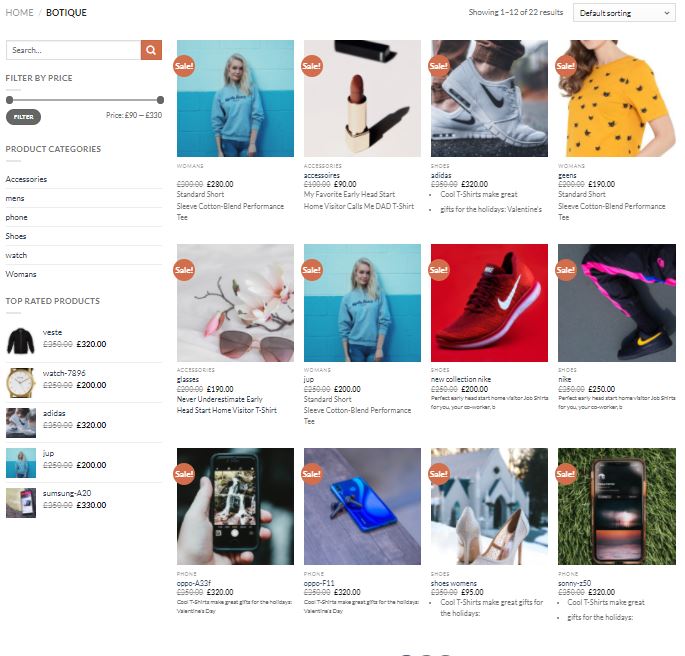 HOME / BOTIQUE
Showing 1–12 of 22 results
Default sorting
Search...
FILTER BY PRICE
FILTER
Price: £90 — £330
PRODUCT CATEGORIES
Accessories
mens
phone
Shoes
watch
Womans
TOP RATED PRODUCTS
veste
£350.00 £320.00
watch-7896
£250.00 £200.00
adidas
£350.00 £320.00
jup
£250.00 £200.00
sumsung-A20
£350.00 £330.00
Sale!
WOMANS
£300.00 £280.00
Standard Short
Sleeve Cotton-Blend Performance
Tee
Sale!
ACCESSORIES
accessoires
£100.00 £90.00
My Favorite Early Head Start
Home Visitor Calls Me DAD T-Shirt
Sale!
SHOES
adidas
£350.00 £320.00
• Cool T-Shirts make great
• gifts for the holidays: Valentine's
Sale!
WOMANS
geens
£200.00 £190.00
Standard Short
Sleeve Cotton-Blend Performance
Tee
Sale!
ACCESSORIES
glasses
£200.00 £190.00
Never Underestimate Early
Head Start Home Visitor T-Shirt
Sale!
WOMANS
jup
£250.00 £200.00
Standard Short
Sleeve Cotton-Blend Performance
Tee
Sale!
SHOES
new collection nike
£250.00 £200.00
Perfect early head start home visitor Job Shirts
for you, your co-worker, b
Sale!
SHOES
nike
£350.00 £250.00
Perfect early head start home visitor Job Shirts
for you, your co-worker, b
Sale!
PHONE
oppo-A33f
£350.00 £320.00
Cool T-Shirts make great gifts for the holidays:
Valentine's Day
Sale!
PHONE
oppo-F11
£350.00 £320.00
Cool T-Shirts make great gifts for the holidays:
Valentine's Day
Sale!
SHOES
shoes womens
£350.00 £95.00
• Cool T-Shirts make great gifts for
the holidays:
Sale!
PHONE
sonny-z50
£350.00 £320.00
• Cool T-Shirts make great
• gifts for the holidays: